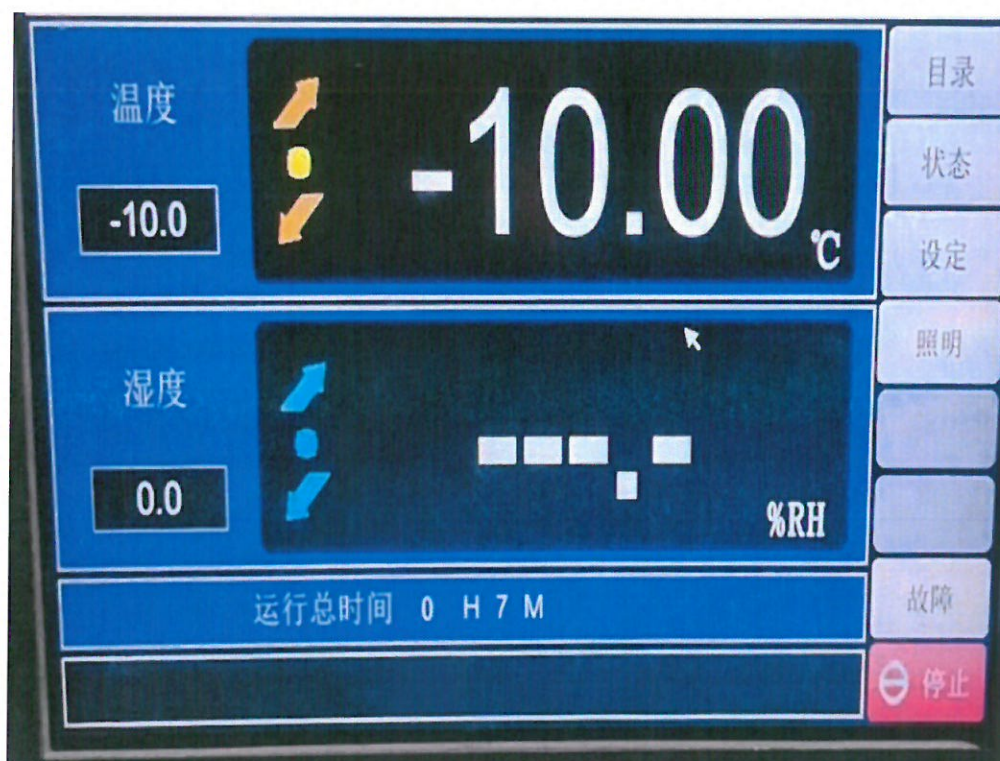 温度
-10.0
-10.00
℃
湿度
0.0
---.-
%RH
运行总时间 0 H 7 M
目录
状态
设定
照明
故障
停止